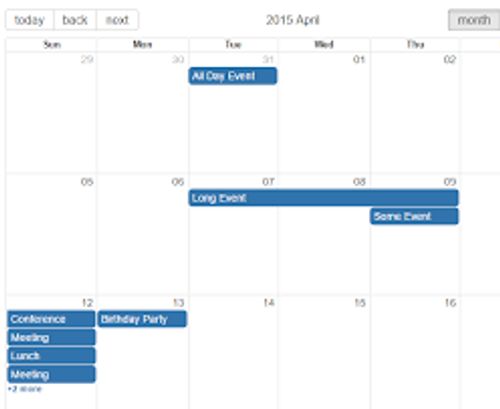 today back next 2015 April month
Sun Mon Tue Wed Thu
29 30 31 01 02
All Day Event
05 06 07 08 09
Long Event
Some Event
12 13 14 15 16
Conference Birthday Party
Meeting
Lunch
Meeting
+2 more